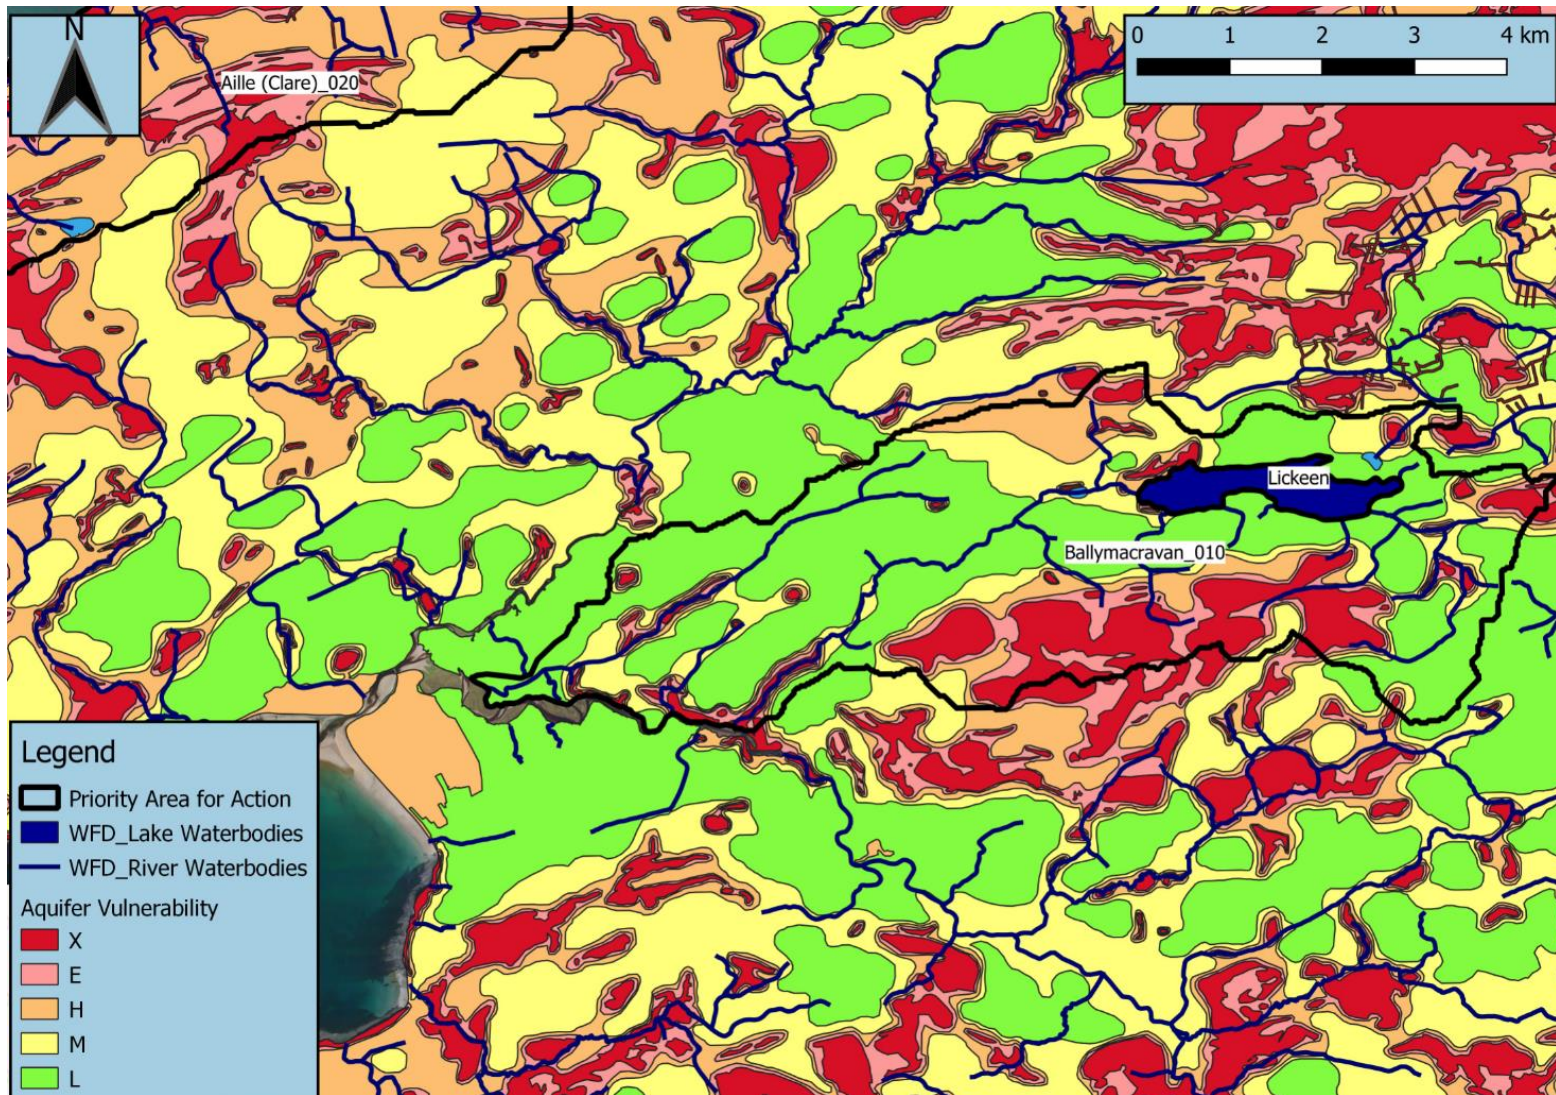 N
0 1 2 3 4 km
Aille (Clare)_020
Lickeen
Ballymacravan_010
Legend
Priority Area for Action
WFD_Lake Waterbodies
WFD_River Waterbodies
Aquifer Vulnerability
X
E
H
M
L